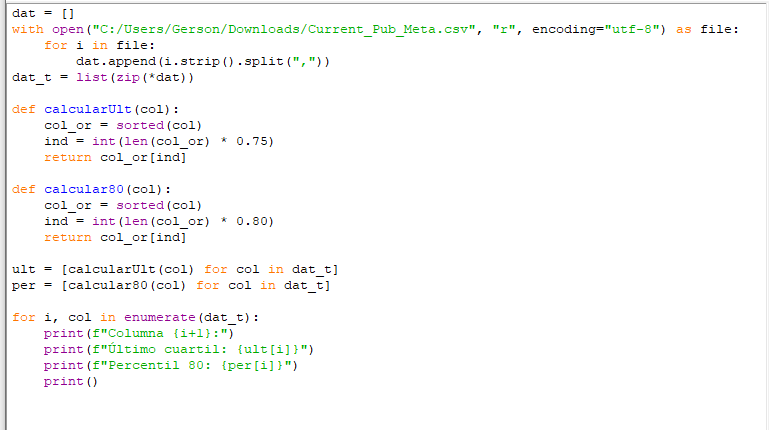 dat = []
with open("C:/Users/Gerson/Downloads/Current_Pub_Meta.csv", "r", encoding="utf-8") as file:
    for i in file:
        dat.append(i.strip().split(","))
dat_t = list(zip(*dat))

def calcularUlt(col):
    col_or = sorted(col)
    ind = int(len(col_or) * 0.75)
    return col_or[ind]

def calcular80(col):
    col_or = sorted(col)
    ind = int(len(col_or) * 0.80)
    return col_or[ind]

ult = [calcularUlt(col) for col in dat_t]
per = [calcular80(col) for col in dat_t]

for i, col in enumerate(dat_t):
    print(f"Columna {i+1}:")
    print(f"Último cuartil: {ult[i]}")
    print(f"Percentil 80: {per[i]}")
    print()